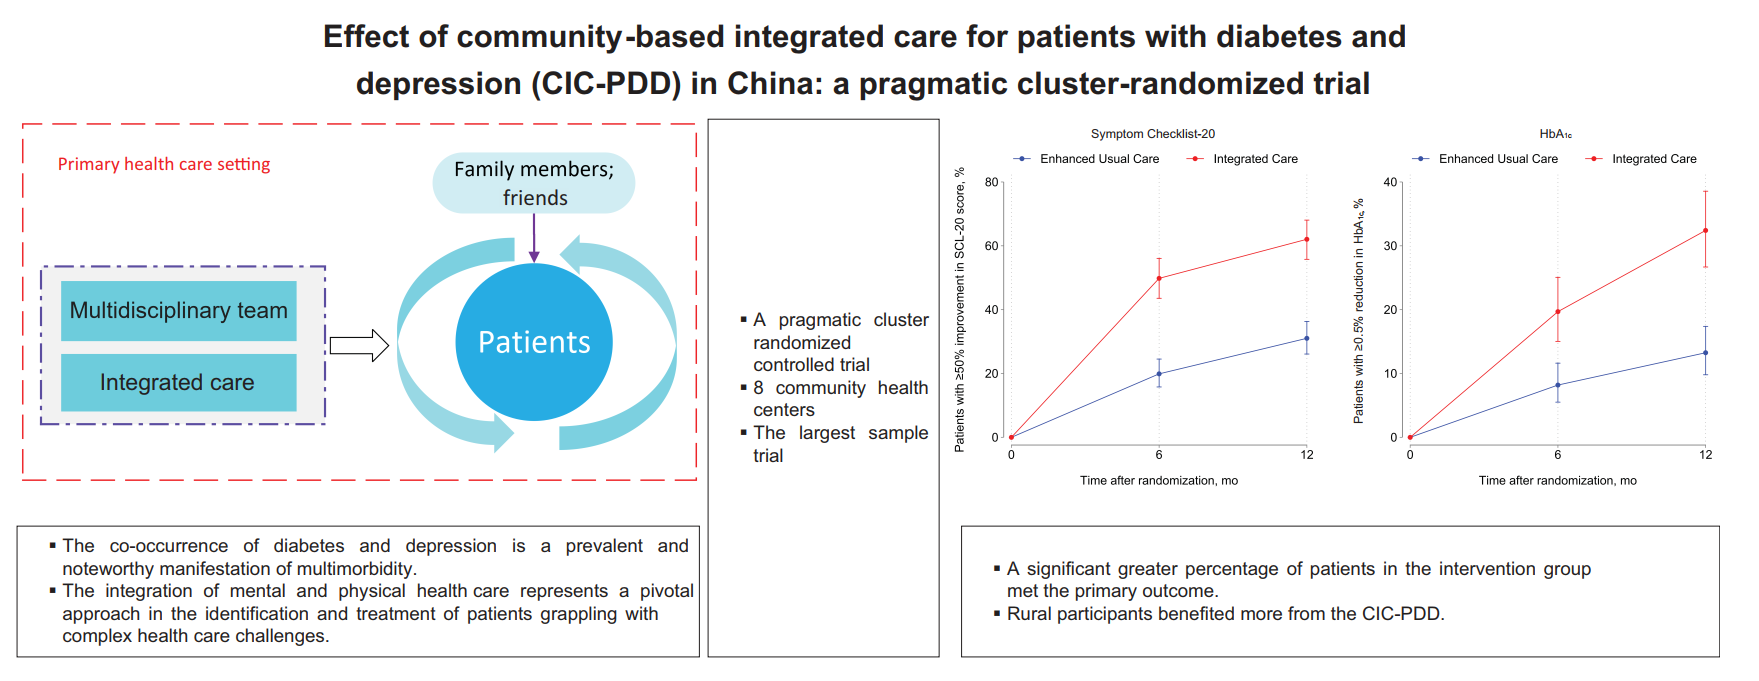 Effect of community-based integrated care for patients with diabetes and
depression (CIC-PDD) in China: a pragmatic cluster-randomized trial
Primary health care setting
Family members;
friends
Multidisciplinary team
Integrated care
Patients
▪ The co-occurrence of diabetes and depression is a prevalent and
noteworthy manifestation of multimorbidity.
▪ The integration of mental and physical health care represents a pivotal
approach in the identification and treatment of patients grappling with
complex health care challenges.
▪ A pragmatic cluster
randomized
controlled trial
▪ 8 community health
centers
▪ The largest sample
trial
Symptom Checklist-20
Enhanced Usual Care
Integrated Care
Patients with ≥50% improvement in SCL-20 score, %
80
60
40
20
0
0 6 12
Time after randomization, mo
HbA₁c
Enhanced Usual Care
Integrated Care
Patients with ≥0.5% reduction in HbA₁c, %
40
30
20
10
0
0 6 12
Time after randomization, mo
▪ A significant greater percentage of patients in the intervention group
met the primary outcome.
▪ Rural participants benefited more from the CIC-PDD.